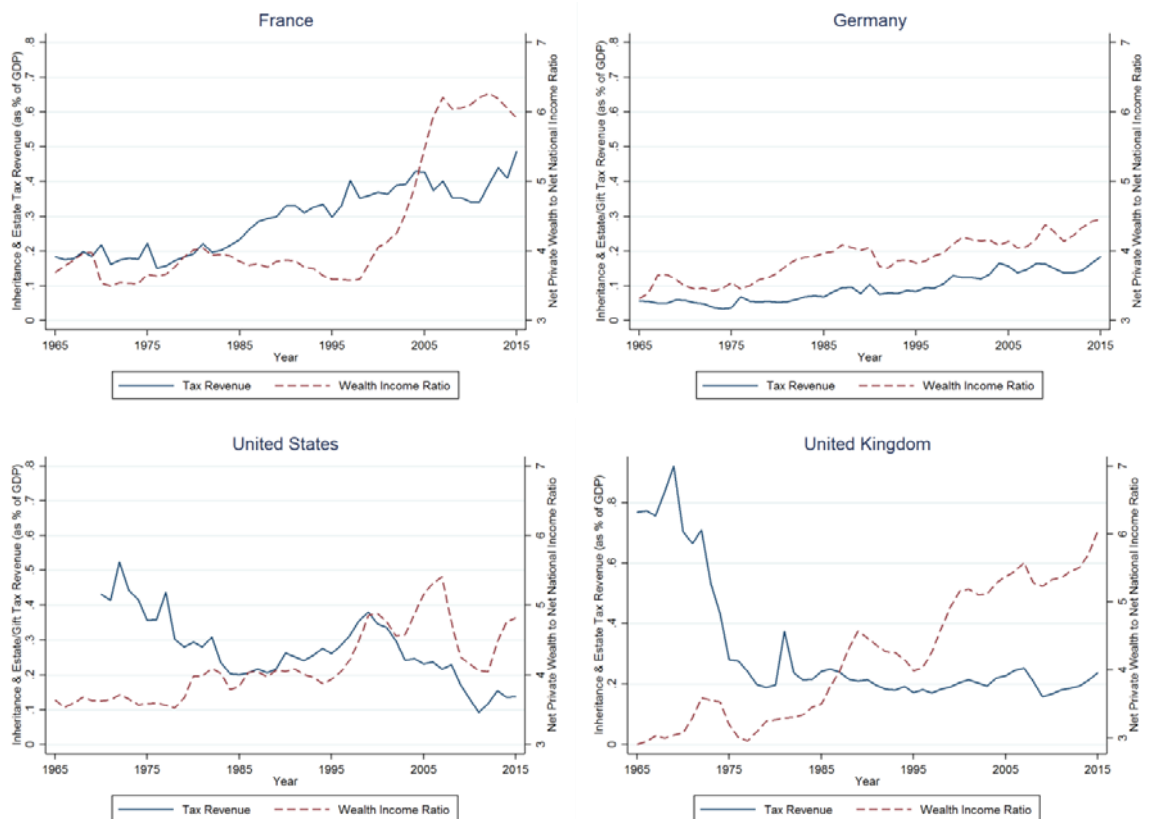 France
Inheritance & Estate Tax Revenue (as % of GDP)
0 .1 .2 .3 .4 .5 .6 .7 .8
3 4 5 6 7
Net Private Wealth to Net National Income Ratio
1965 1975 1985 1995 2005 2015
Year
Tax Revenue Wealth Income Ratio
Germany
Inheritance & Estate/Gift Tax Revenue (as % of GDP)
0 .1 .2 .3 .4 .5 .6 .7 .8
3 4 5 6 7
Net Private Wealth to Net National Income Ratio
1965 1975 1985 1995 2005 2015
Year
Tax Revenue Wealth Income Ratio
United States
Inheritance & Estate/Gift Tax Revenue (as % of GDP)
0 .1 .2 .3 .4 .5 .6 .7 .8
3 4 5 6 7
Net Private Wealth to Net National Income Ratio
1965 1975 1985 1995 2005 2015
Year
Tax Revenue Wealth Income Ratio
United Kingdom
Inheritance & Estate/Gift Tax Revenue (as % of GDP)
0 .2 .4 .6 .8
3 4 5 6 7
Net Private Wealth to Net National Income Ratio
1965 1975 1985 1995 2005 2015
Year
Tax Revenue Wealth Income Ratio